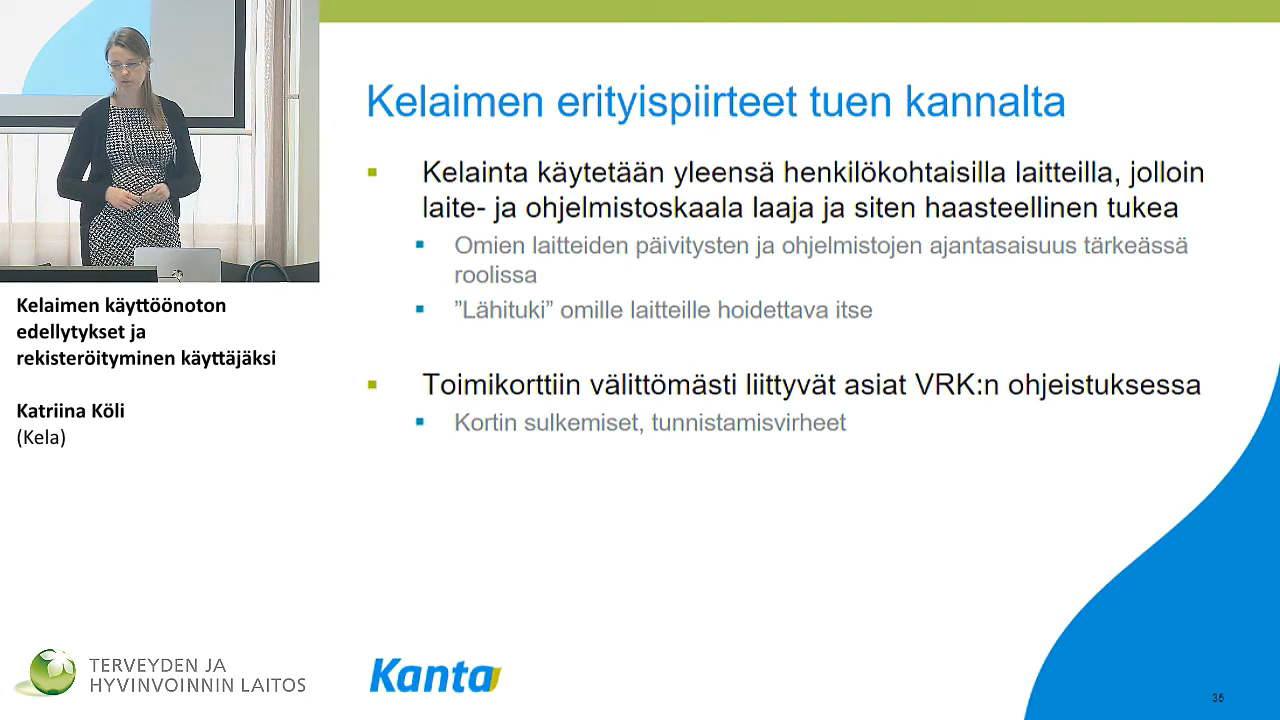 Kelaimen erityispiirteet tuen kannalta
Kelainta käytetään yleensä henkilökohtaisilla laitteilla, jolloin
laite- ja ohjelmistoskaala laaja ja siten haasteellinen tukea
Omien laitteiden päivitysten ja ohjelmistojen ajantasaisuus tärkeässä
roolissa
”Lähituki” omille laitteille hoidettava itse
Toimikorttiin välittömästi liittyvät asiat VRK:n ohjeistuksessa
Kortin sulkemiset, tunnistamisvirheet
Kelaimen käyttöönoton
edellytykset ja
rekisteröityminen käyttäjäksi
Katriina Köli
(Kela)
TERVEYDEN JA
HYVINVOINNIN LAITOS
Kanta
35